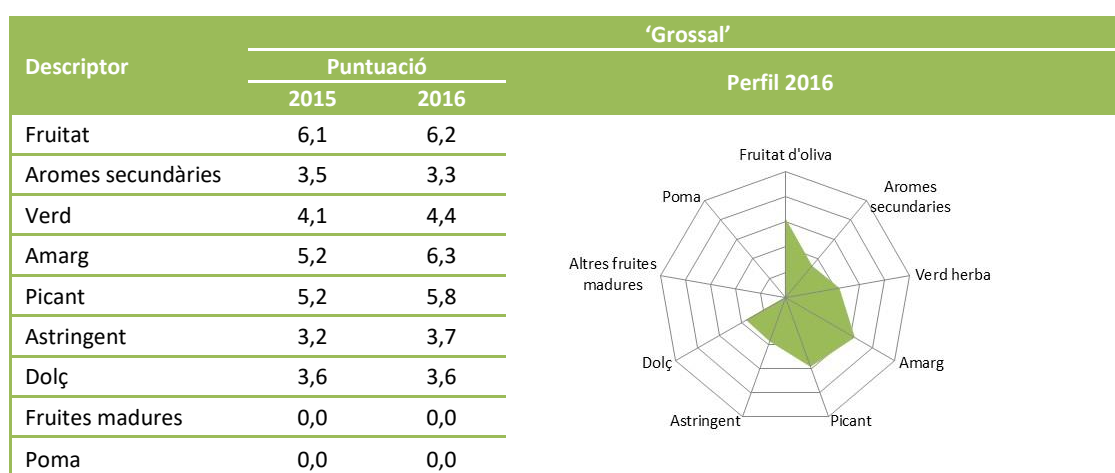 ‘Grossal’
Descriptor
Puntuació
Perfil 2016
2015 2016
Fruitat 6,1 6,2
Aromes secundàries 3,5 3,3
Verd 4,1 4,4
Amarg 5,2 6,3
Picant 5,2 5,8
Astringent 3,2 3,7
Dolç 3,6 3,6
Fruites madures 0,0 0,0
Poma 0,0 0,0
Fruitat d'oliva
Aromes
secundaries
Verd herba
Amarg
Picant
Astringent
Dolç
Altres fruites
madures
Poma